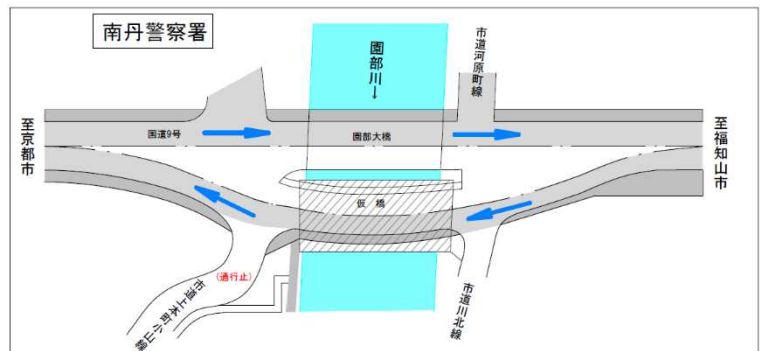 南丹警察署
園部川→
市道河原町線
至京都市
国道9号
園部大橋
至福知山市
仮橋
(通行止)
市道上本町小山線
市道川北線